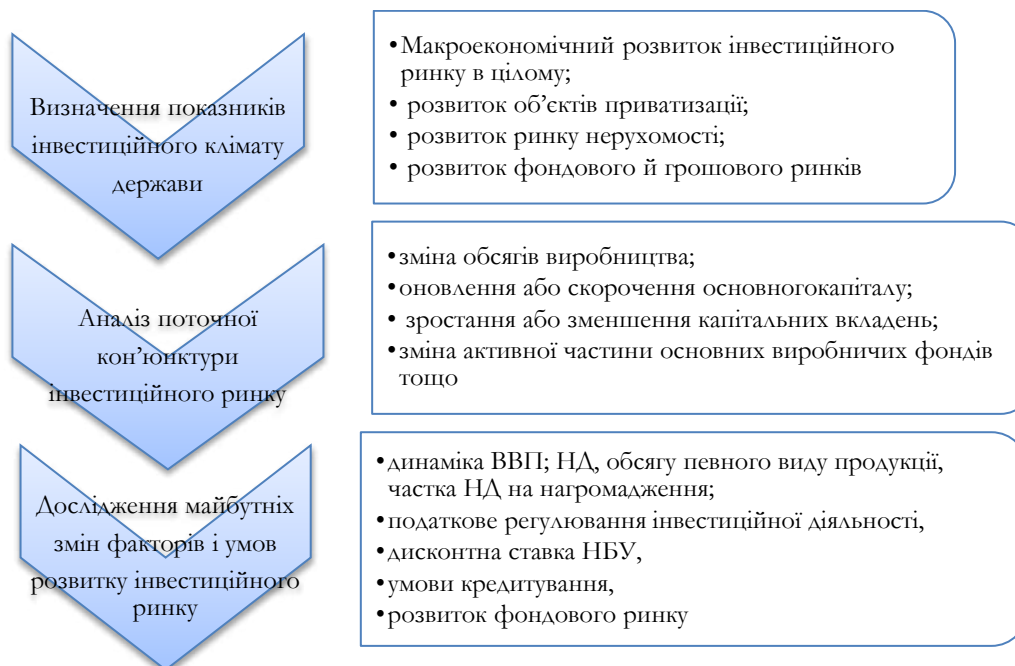 Визначення показників
інвестиційного клімату
держави
•Макроекономічний розвиток інвестиційного
ринку в цілому;
• розвиток об’єктів приватизації;
• розвиток ринку нерухомості;
• розвиток фондового й грошового ринків
Аналіз поточної
кон’юнктури
інвестиційного ринку
•зміна обсягів виробництва;
•оновлення або скорочення основногокапіталу;
• зростання або зменшення капітальних вкладень;
•зміна активної частини основних виробничих фондів
тощо
Дослідження майбутніх
змін факторів і умов
розвитку інвестиційного
ринку
•динаміка ВВП; НД, обсягу певного виду продукції,
частка НД на нагромадження;
•податкове регулювання інвестиційної діяльності,
•дисконтна ставка НБУ,
•умови кредитування,
•розвиток фондового ринку